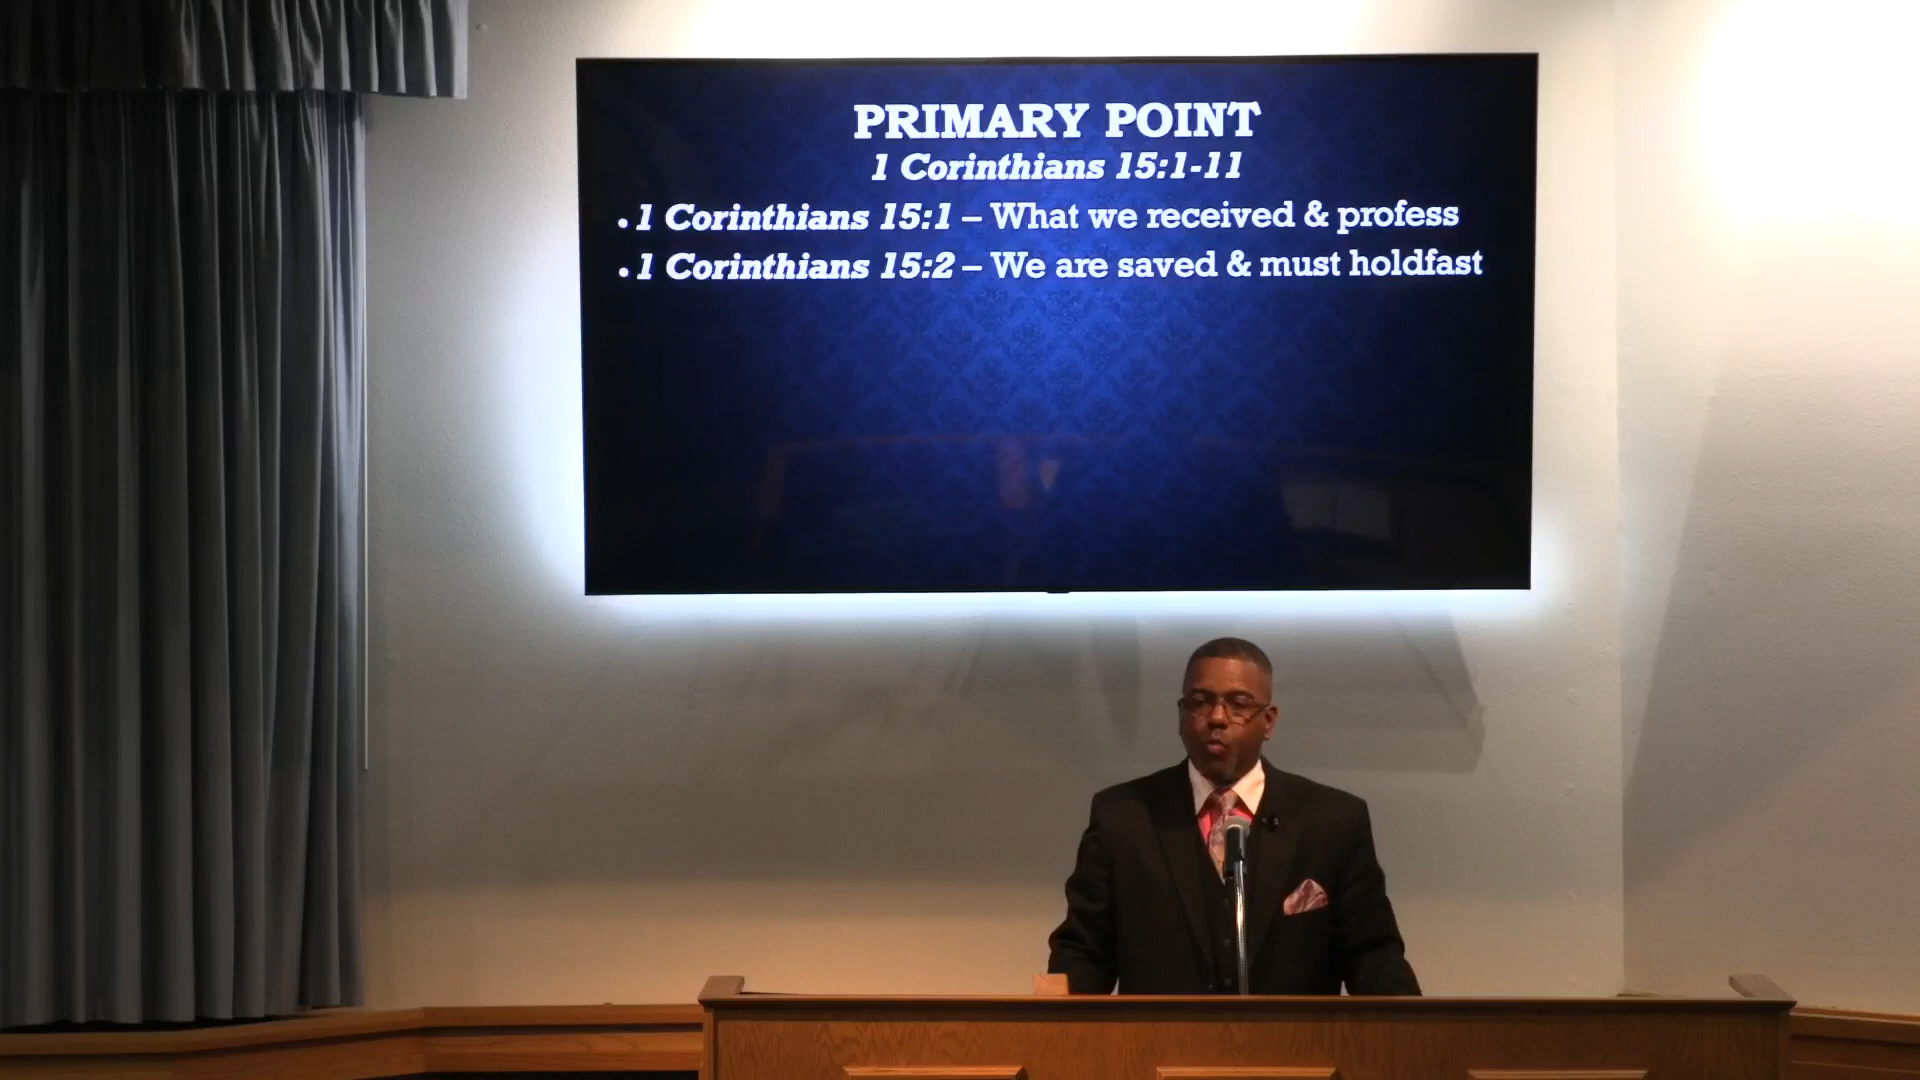 PRIMARY POINT
1 Corinthians 15:1-11
• 1 Corinthians 15:1 – What we received & profess
• 1 Corinthians 15:2 – We are saved & must holdfast